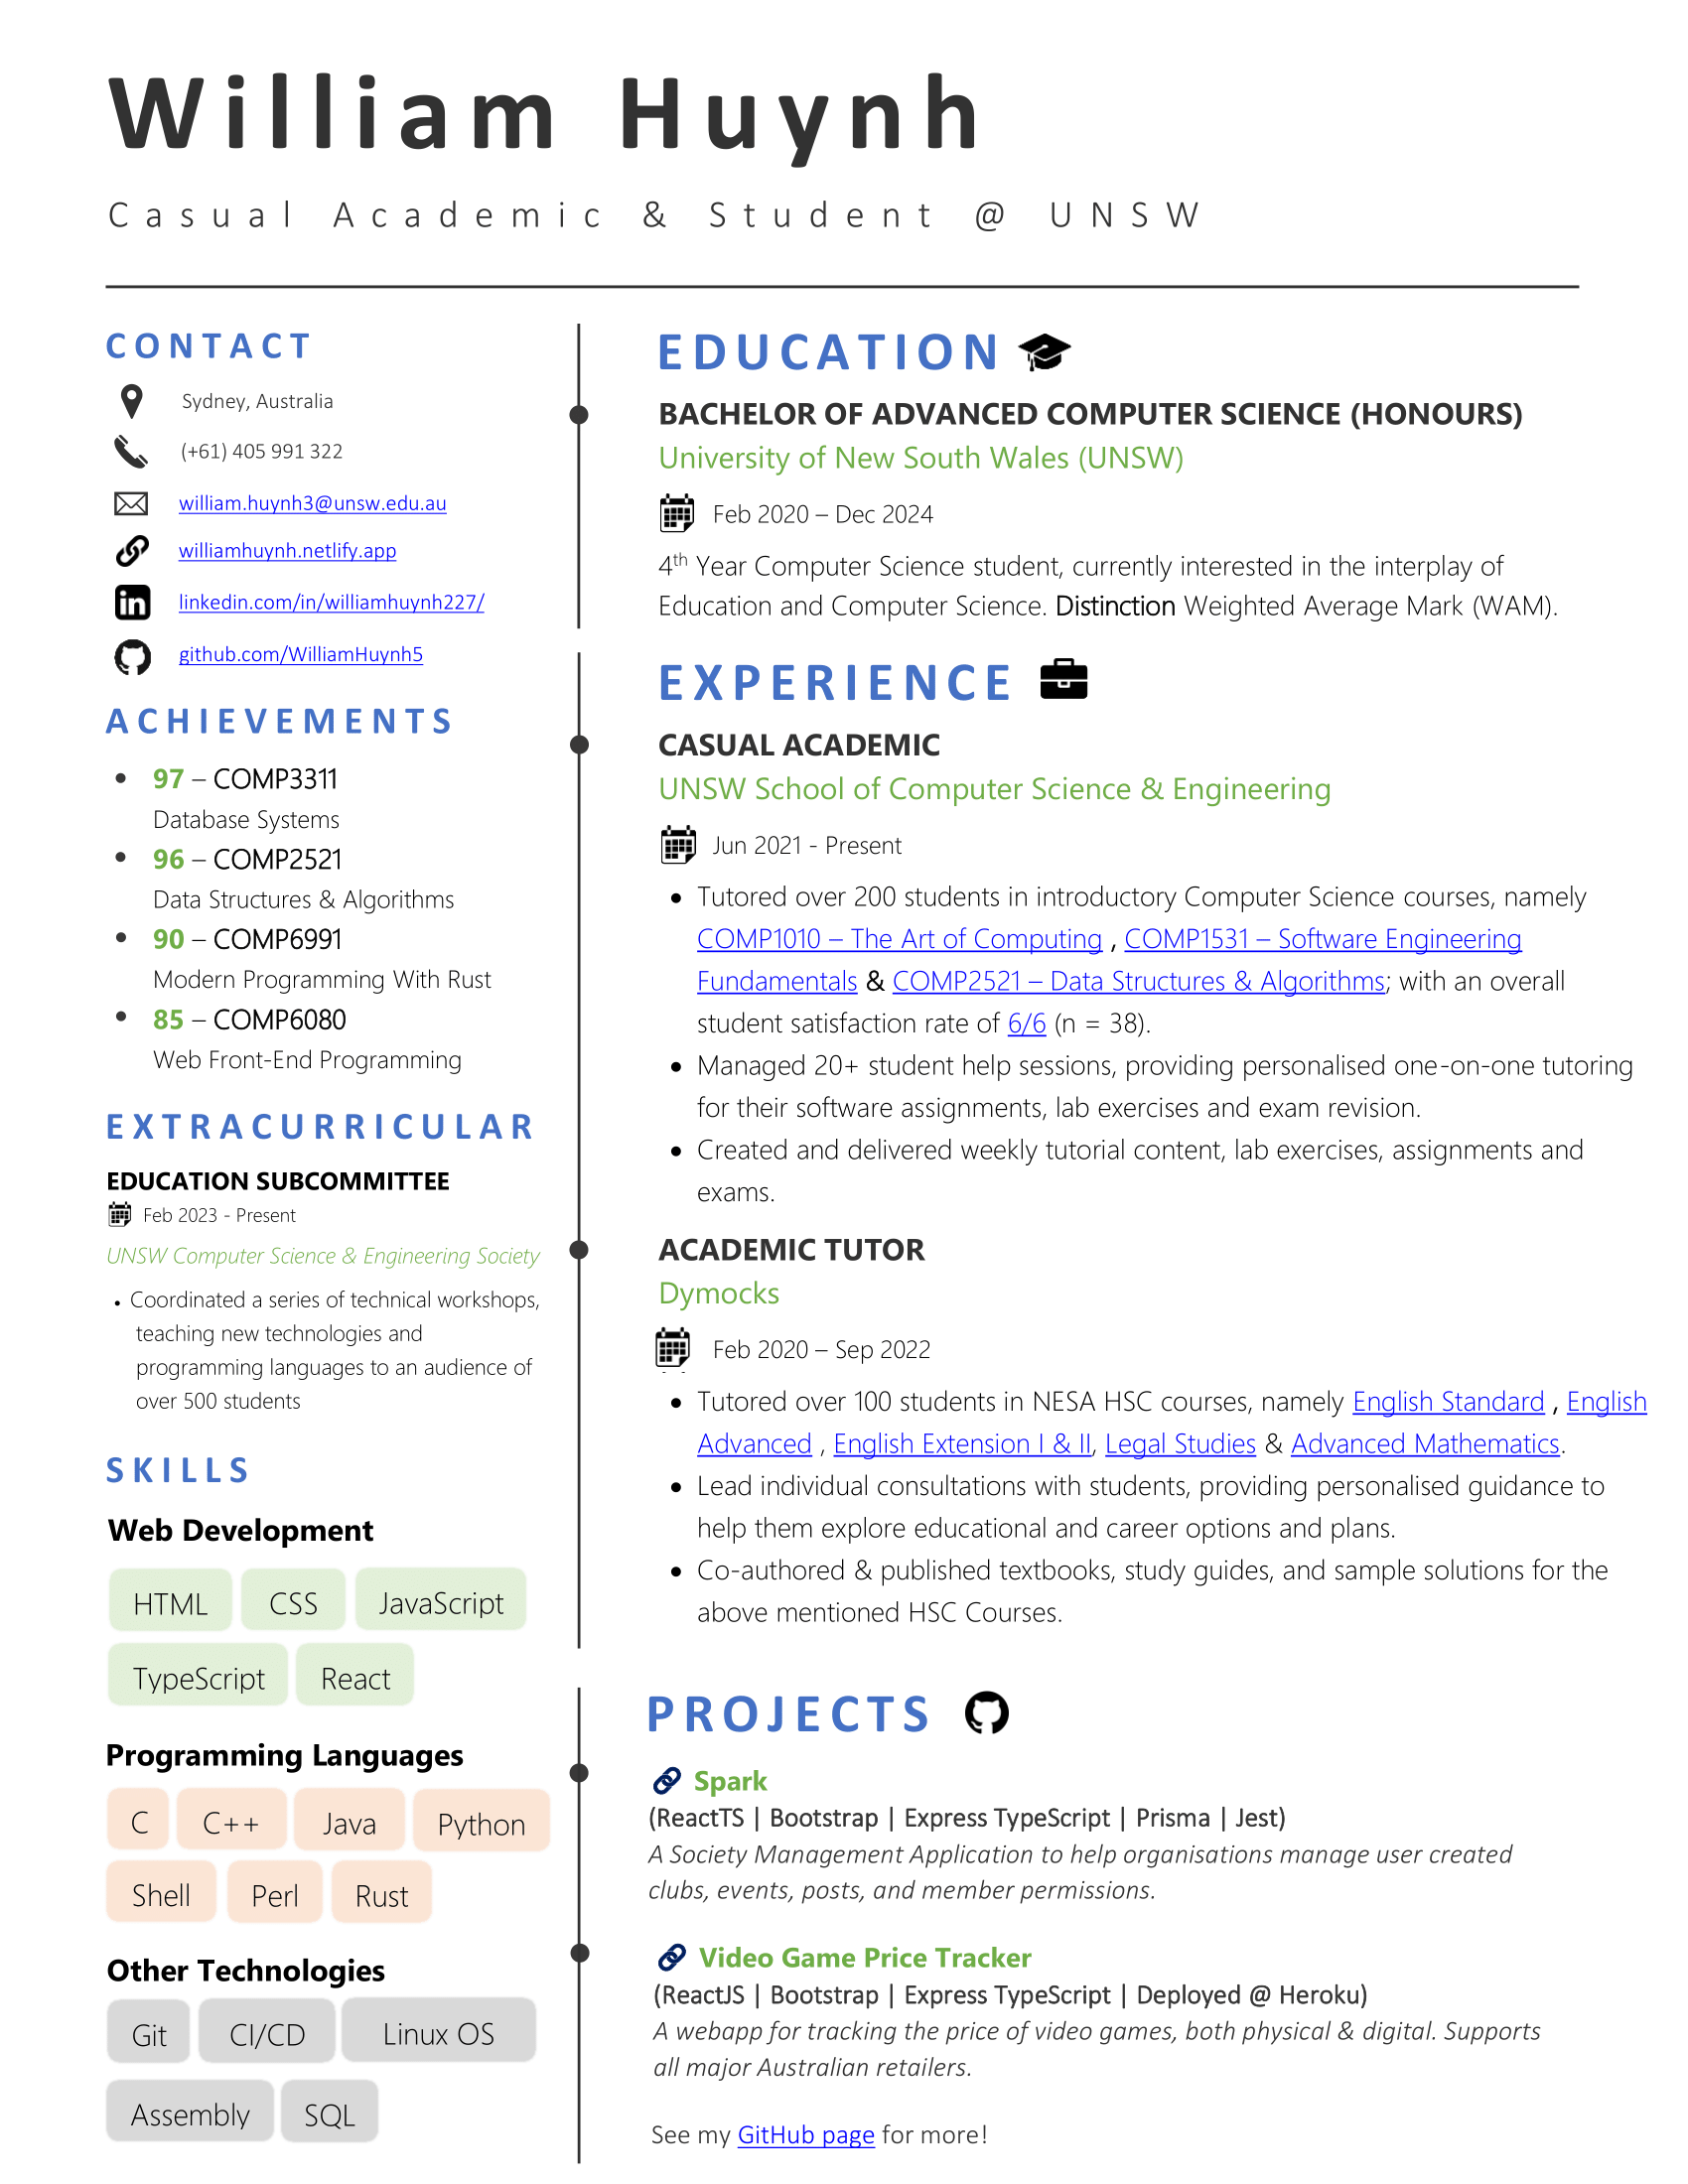 William Huynh
Casual Academic & Student @ UNSW
CONTACT
Sydney, Australia
(+61) 405 991 322
william.huynh3@unsw.edu.au
williamhuynh.netlify.app
linkedin.com/in/williamhuynh227/
github.com/WilliamHuynh5
ACHIEVEMENTS
• 97 – COMP3311
Database Systems
• 96 – COMP2521
Data Structures & Algorithms
• 90 – COMP6991
Modern Programming With Rust
• 85 – COMP6080
Web Front-End Programming
EXTRACURRICULAR
EDUCATION SUBCOMMITTEE
Feb 2023 - Present
UNSW Computer Science & Engineering Society
• Coordinated a series of technical workshops,
teaching new technologies and
programming languages to an audience of
over 500 students
SKILLS
Web Development
HTML CSS JavaScript
TypeScript React
Programming Languages
C C++ Java Python
Shell Perl Rust
Other Technologies
Git CI/CD Linux OS
Assembly SQL
EDUCATION
BACHELOR OF ADVANCED COMPUTER SCIENCE (HONOURS)
University of New South Wales (UNSW)
Feb 2020 – Dec 2024
4th Year Computer Science student, currently interested in the interplay of
Education and Computer Science. Distinction Weighted Average Mark (WAM).
EXPERIENCE
CASUAL ACADEMIC
UNSW School of Computer Science & Engineering
Jun 2021 - Present
• Tutored over 200 students in introductory Computer Science courses, namely
COMP1010 – The Art of Computing , COMP1531 – Software Engineering
Fundamentals & COMP2521 – Data Structures & Algorithms; with an overall
student satisfaction rate of 6/6 (n = 38).
• Managed 20+ student help sessions, providing personalised one-on-one tutoring
for their software assignments, lab exercises and exam revision.
• Created and delivered weekly tutorial content, lab exercises, assignments and
exams.
ACADEMIC TUTOR
Dymocks
Feb 2020 – Sep 2022
• Tutored over 100 students in NESA HSC courses, namely English Standard , English
Advanced , English Extension I & II, Legal Studies & Advanced Mathematics.
• Lead individual consultations with students, providing personalised guidance to
help them explore educational and career options and plans.
• Co-authored & published textbooks, study guides, and sample solutions for the
above mentioned HSC Courses.
PROJECTS
Spark
(ReactTS | Bootstrap | Express TypeScript | Prisma | Jest)
A Society Management Application to help organisations manage user created
clubs, events, posts, and member permissions.
Video Game Price Tracker
(ReactJS | Bootstrap | Express TypeScript | Deployed @ Heroku)
A webapp for tracking the price of video games, both physical & digital. Supports
all major Australian retailers.
See my GitHub page for more!